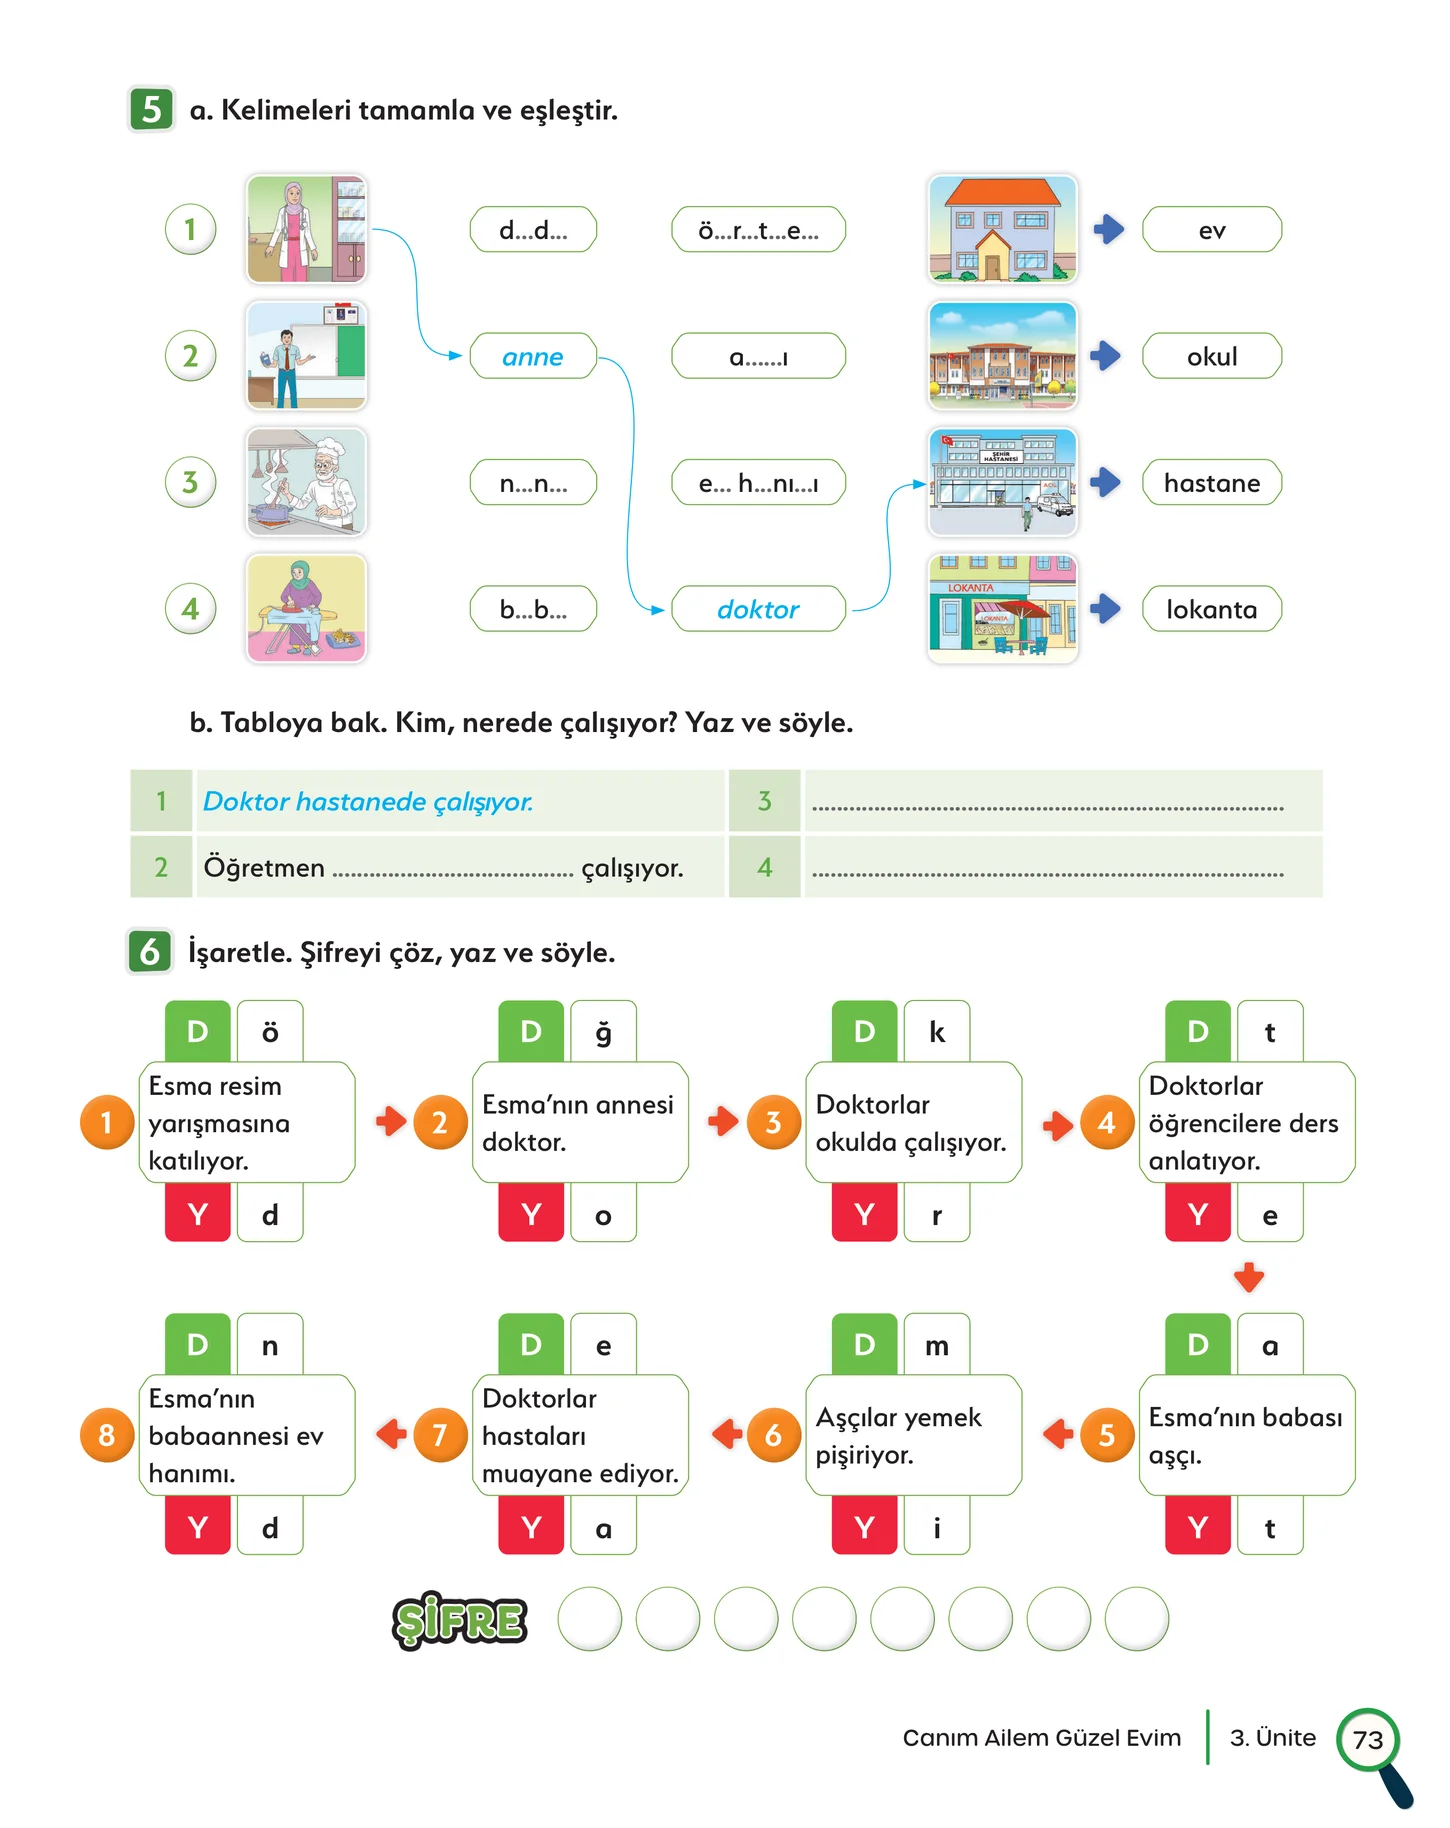 5 a. Kelimeleri tamamla ve eşleştir.
1 d...d... ö...r...t...e... ev
2 anne a......ı okul
3 n...n... e... h...nı...ı ŞEHİR HASTANESİ ACİL hastane
4 b...b... doktor LOKANTA LOKANTA lokanta
b. Tabloya bak. Kim, nerede çalışıyor? Yaz ve söyle.
1 Doktor hastanede çalışıyor. 3 ............................................................................
2 Öğretmen ....................................... çalışıyor. 4 ............................................................................
6 İşaretle. Şifreyi çöz, yaz ve söyle.
D ö
1 Esma resim
yarışmasına
katılıyor.
Y d
D ğ
2 Esma’nın annesi
doktor.
Y o
D k
3 Doktorlar
okulda çalışıyor.
Y r
D t
4 Doktorlar
öğrencilere ders
anlatıyor.
Y e
D a
5 Esma’nın babası
aşçı.
Y t
D m
6 Aşçılar yemek
pişiriyor.
Y i
D e
7 Doktorlar
hastaları
muayane ediyor.
Y a
D n
8 Esma’nın
babaannesi ev
hanımı.
Y d
ŞİFRE
Canım Ailem Güzel Evim 3. Ünite 73